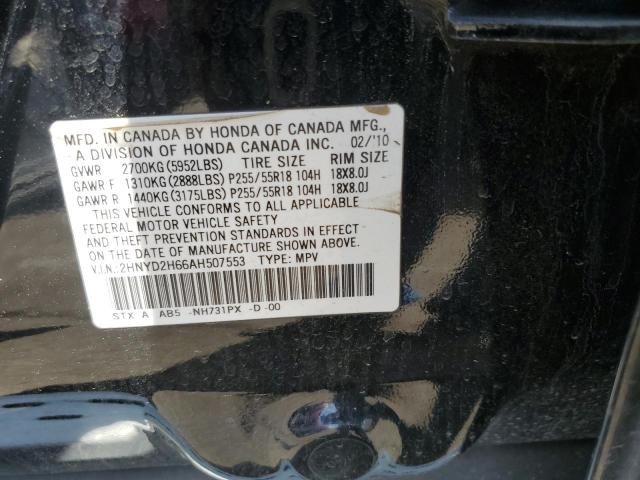 MFD. IN CANADA BY HONDA OF CANADA MFG.,
A DIVISION OF HONDA CANADA INC. 02/'10
GVWR 2700KG (5952LBS) TIRE SIZE RIM SIZE
GAWR F 1310KG (2888LBS) P255/55R18 104H 18X8.0J
GAWR R 1440KG (3175LBS) P255/55R18 104H 18X8.0J
THIS VEHICLE CONFORMS TO ALL APPLICABLE
FEDERAL MOTOR VEHICLE SAFETY
AND THEFT PREVENTION STANDARDS IN EFFECT
ON THE DATE OF MANUFACTURE SHOWN ABOVE.
V.I.N.:2HNYD2H66AH507553 TYPE: MPV
STX A AB5 -NH731PX -D -00